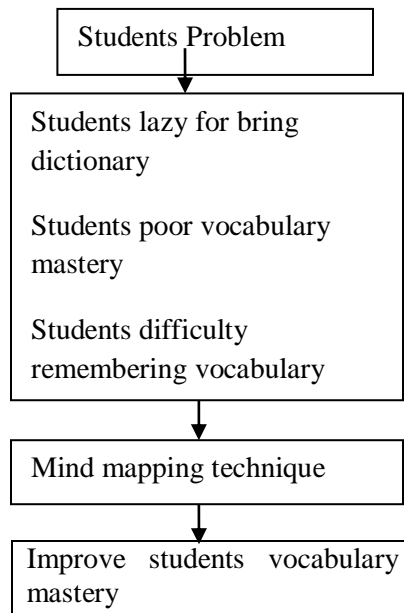 Students Problem
Students lazy for bring
dictionary
Students poor vocabulary
mastery
Students difficulty
remembering vocabulary
Mind mapping technique
Improve students vocabulary
mastery